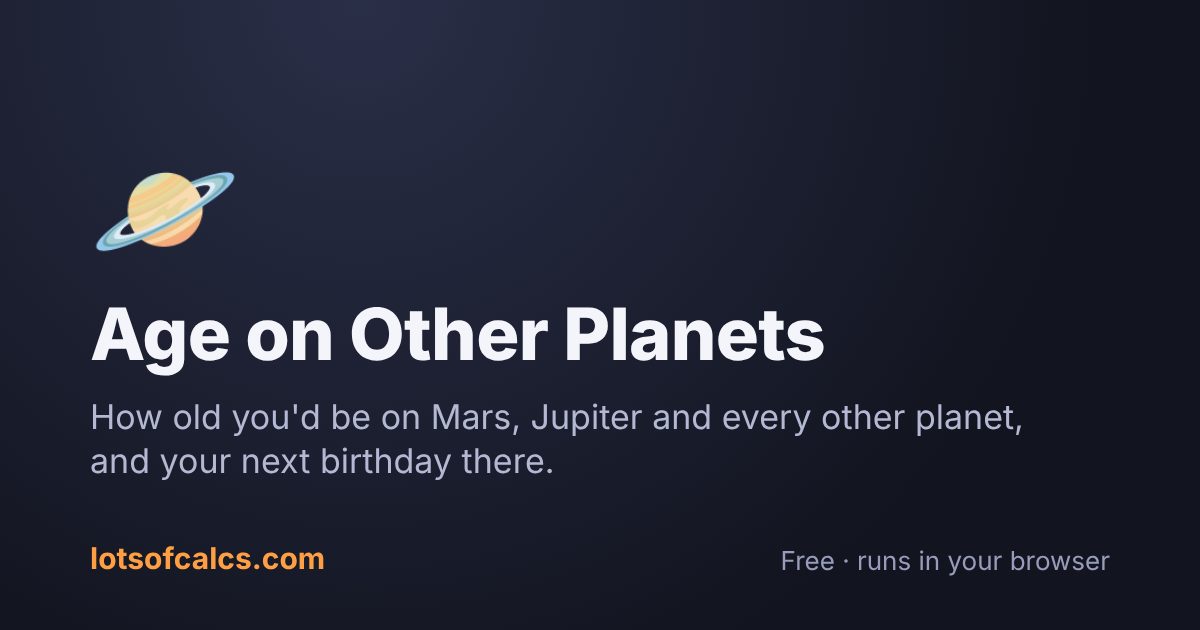 Age on Other Planets
How old you'd be on Mars, Jupiter and every other planet,
and your next birthday there.
lotsofcalcs.com
Free · runs in your browser